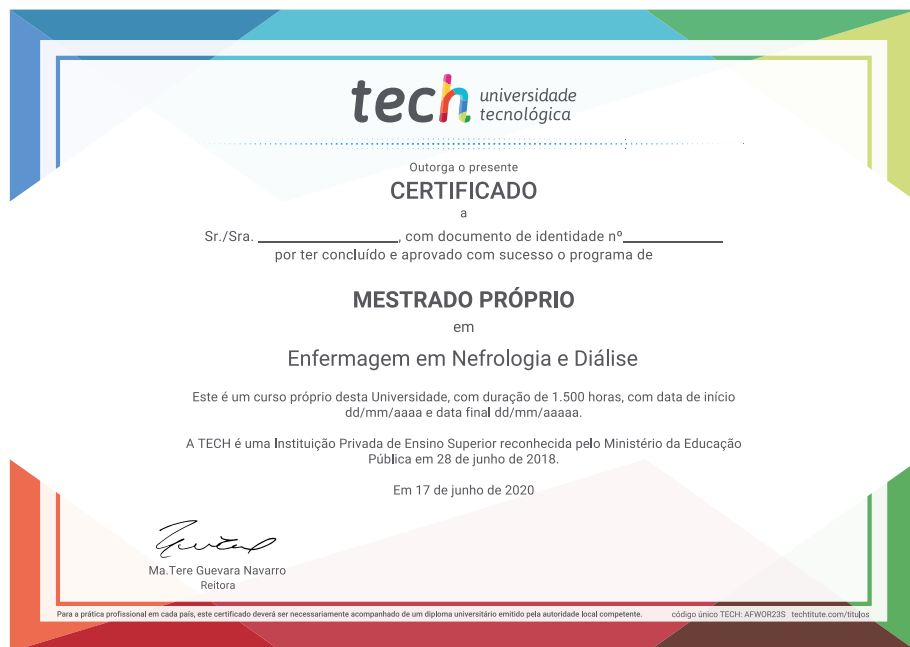 tech universidade
tecnológica
Outorga o presente
CERTIFICADO
a
Sr./Sra. ____________________, com documento de identidade nº______________
por ter concluído e aprovado com sucesso o programa de
MESTRADO PRÓPRIO
em
Enfermagem em Nefrologia e Diálise
Este é um curso próprio desta Universidade, com duração de 1.500 horas, com data de início
dd/mm/aaaa e data final dd/mm/aaaaa.
A TECH é uma Instituição Privada de Ensino Superior reconhecida pelo Ministério da Educação
Pública em 28 de junho de 2018.
Em 17 de junho de 2020
Ma.Tere Guevara Navarro
Reitora
Para a prática profissional em cada país, este certificado deverá ser necessariamente acompanhado de um diploma universitário emitido pela autoridade local competente. código único TECH: AFWOR23S techtitute.com/titulos